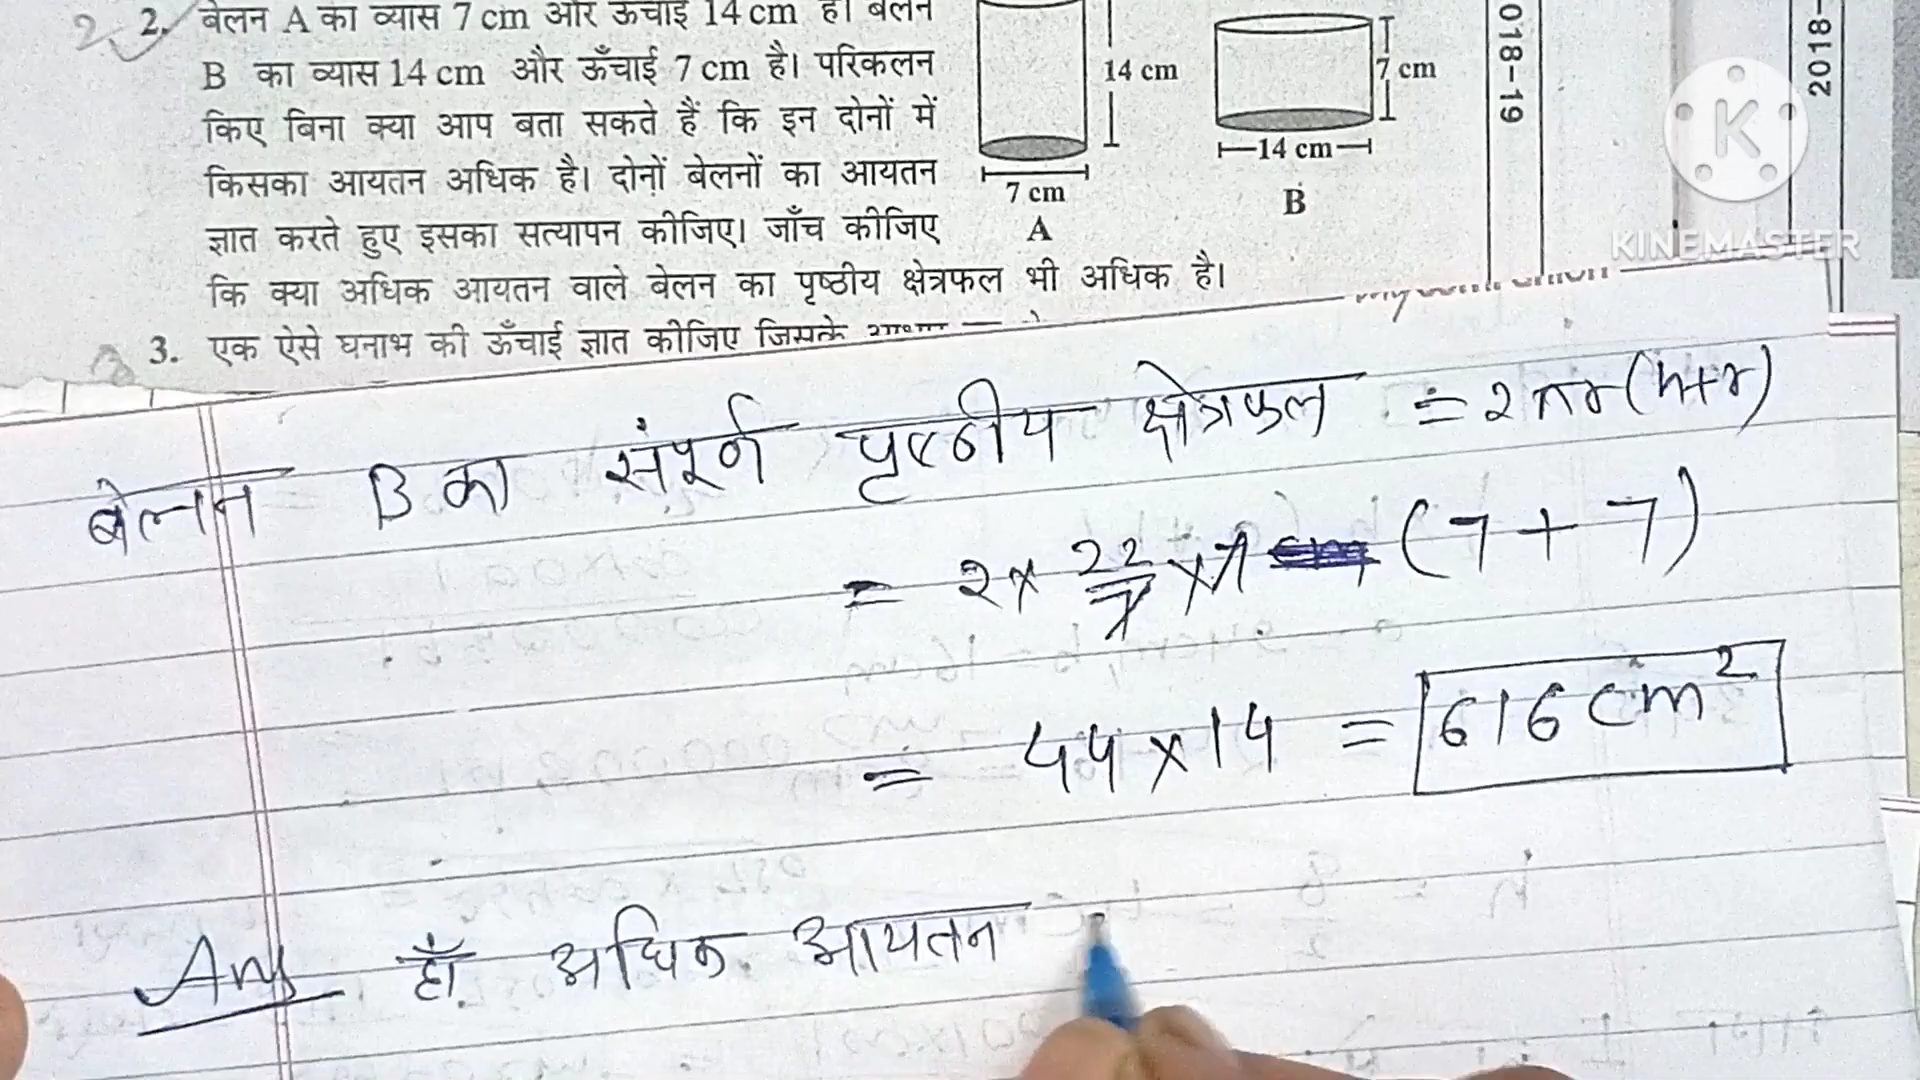 2. बेलन A का व्यास 7 cm और ऊँचाई 14 cm है। बेलन
B का व्यास 14 cm और ऊँचाई 7 cm है। परिकलन
किए बिना क्या आप बता सकते हैं कि इन दोनों में
किसका आयतन अधिक है। दोनों बेलनों का आयतन
ज्ञात करते हुए इसका सत्यापन कीजिए। जाँच कीजिए
कि क्या अधिक आयतन वाले बेलन का पृष्ठीय क्षेत्रफल भी अधिक है।
3. एक ऐसे घनाभ की ऊँचाई ज्ञात कीजिए जिसके
14 cm
7 cm
A
7 cm
14 cm
B
018-19
2018-
K
KINEMASTER
बेलन B का संपूर्ण पृष्ठीय क्षेत्रफल = 2πr(h+r)
= 2 × 22/7 × 7 (7 + 7)
= 44 × 14 = 616 cm²
Ans हाँ अधिक आयतन